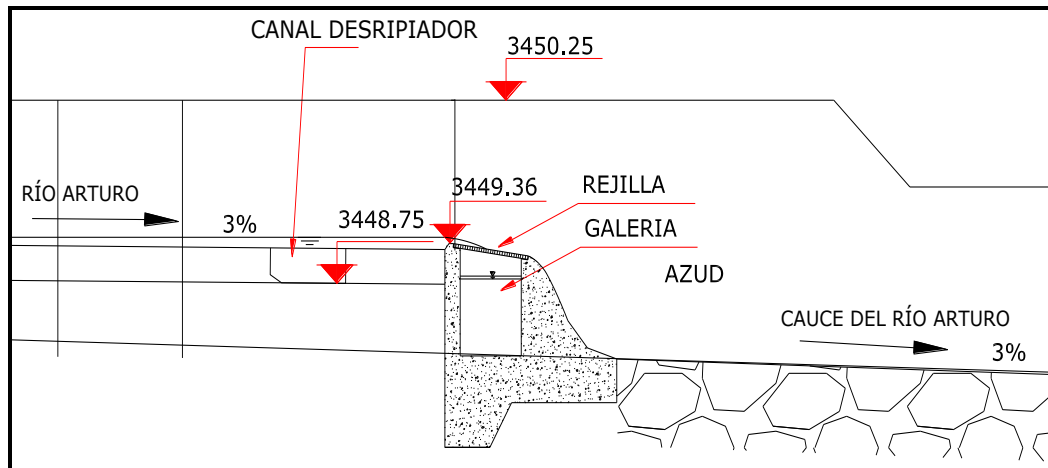 CANAL DESRIPIADOR
3450.25
RÍO ARTURO
3%
3448.75
3449.36
REJILLA
GALERIA
AZUD
CAUCE DEL RÍO ARTURO
3%